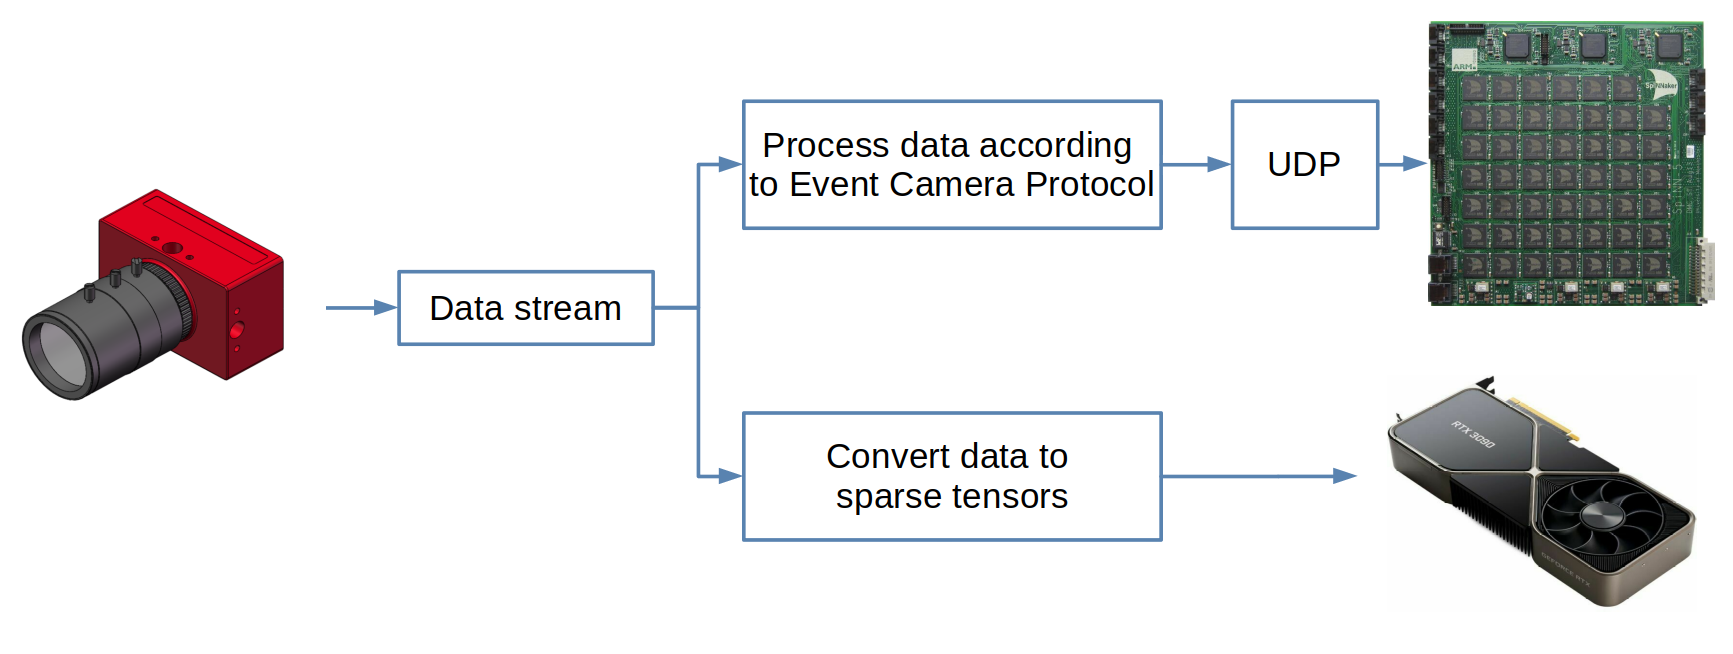 Data stream
Process data according
to Event Camera Protocol
UDP
ARM
SpiNNaker
Convert data to
sparse tensors
RTX 3090
GEFORCE RTX